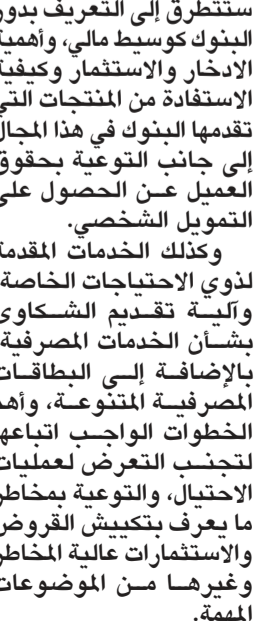 ستتطرق إلى التعريف بدور
البنوك كوسيط مالي، وأهمية
الادخار والاستثمار وكيفية
الاستفادة من المنتجات التي
تقدمها البنوك في هذا المجال
إلى جانب التوعية بحقوق
العميل عن الحصول على
التمويل الشخصي.
وكذلك الخدمات المقدمة
لذوي الاحتياجات الخاصة
وآلية تقديم الشكاوى
بشأن الخدمات المصرفية
بالإضافة إلى البطاقات
المصرفية المتنوعة، وأهم
الخطوات الواجب اتباعها
لتجنب التعرض لعمليات
الاحتيال، والتوعية بمخاطر
ما يعرف بتكييش القروض
والاستثمارات عالية المخاطر
وغيرها من الموضوعات
المهمة.